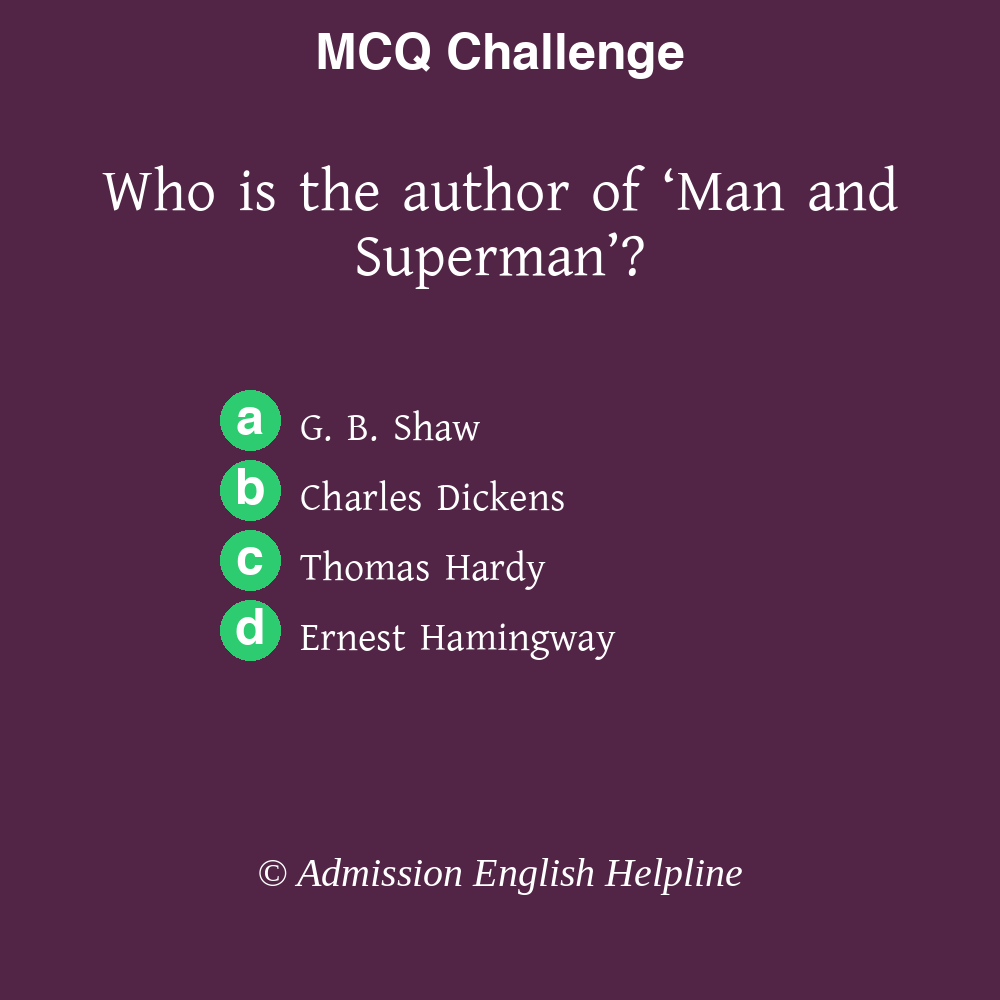 MCQ Challenge
Who is the author of ‘Man and
Superman’?
a G. B. Shaw
b Charles Dickens
c Thomas Hardy
d Ernest Hamingway
© Admission English Helpline